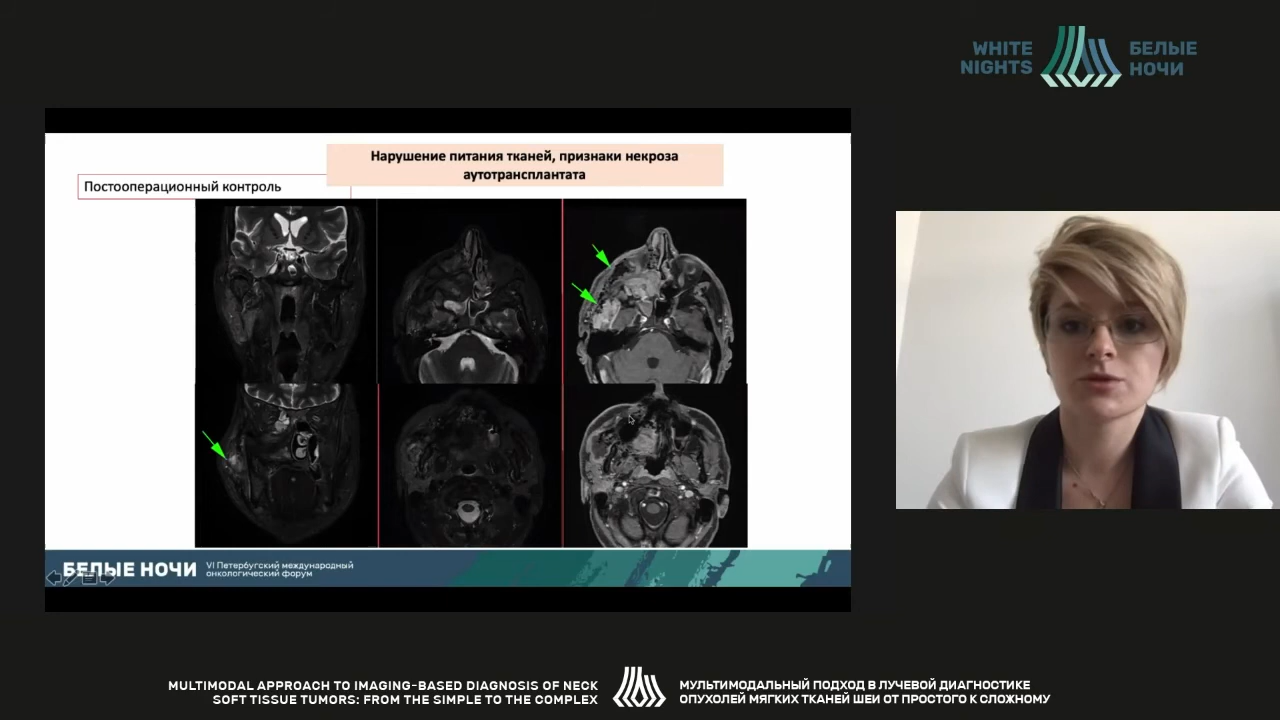 WHITE
NIGHTS
БЕЛЫЕ
НОЧИ
Нарушение питания тканей, признаки некроза
аутотрансплантата
Постооперационный контроль
БЕЛЫЕ НОЧИ
VI Петербугский международный
онкологический форум
MULTIMODAL APPROACH TO IMAGING-BASED DIAGNOSIS OF NECK
SOFT TISSUE TUMORS: FROM THE SIMPLE TO THE COMPLEX
МУЛЬТИМОДАЛЬНЫЙ ПОДХОД В ЛУЧЕВОЙ ДИАГНОСТИКЕ
ОПУХОЛЕЙ МЯГКИХ ТКАНЕЙ ШЕИ ОТ ПРОСТОГО К СЛОЖНОМУ